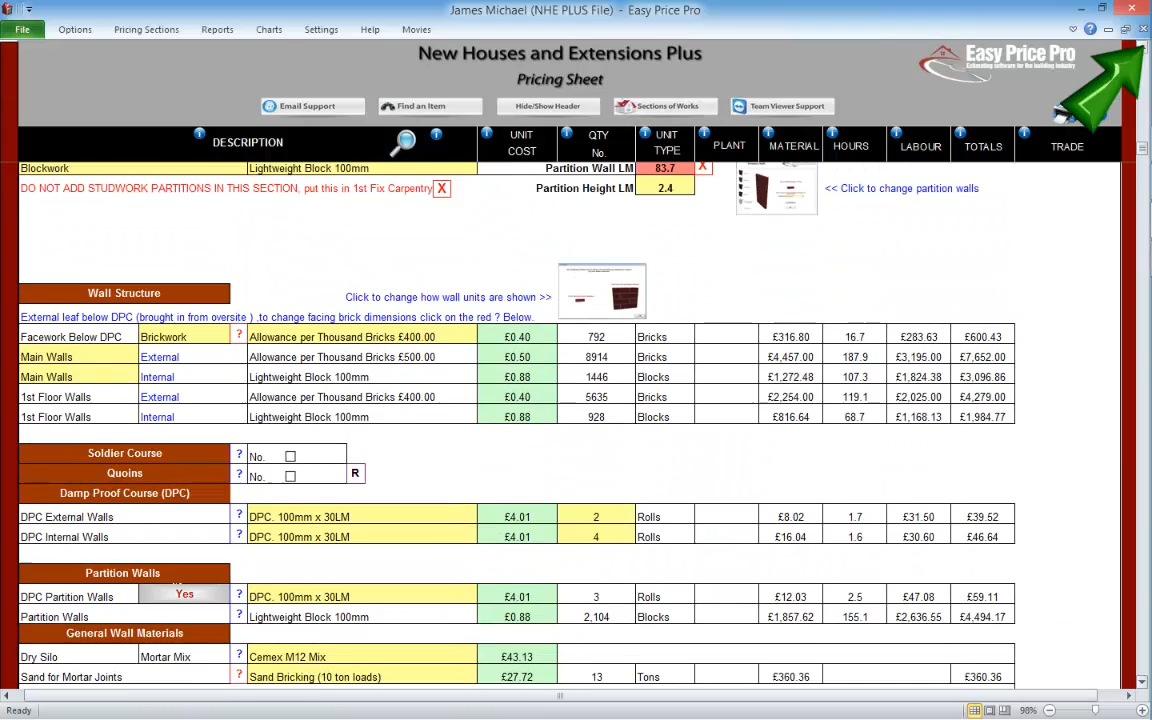 James Michael (NHE PLUS File) - Easy Price Pro
File Options Pricing Sections Reports Charts Settings Help Movies
New Houses and Extensions Plus
Pricing Sheet
Easy Price Pro
Estimating software for the building industry
Email Support Find an Item Hide/Show Header Sections of Works Team Viewer Support
DESCRIPTION UNIT COST QTY No. UNIT TYPE PLANT MATERIAL HOURS LABOUR TOTALS TRADE
Blockwork Lightweight Block 100mm Partition Wall LM 83.7 X
DO NOT ADD STUDWORK PARTITIONS IN THIS SECTION, put this in 1st Fix Carpentry X Partition Height LM 2.4 << Click to change partition walls
Wall Structure Click to change how wall units are shown >>
External leaf below DPC (brought in from oversite ) ,to change facing brick dimensions click on the red ? Below.
Facework Below DPC Brickwork ? Allowance per Thousand Bricks £400.00 £0.40 792 Bricks £316.80 16.7 £283.63 £600.43
Main Walls External Allowance per Thousand Bricks £500.00 £0.50 8914 Bricks £4,457.00 187.9 £3,195.00 £7,652.00
Main Walls Internal Lightweight Block 100mm £0.88 1446 Blocks £1,272.48 107.3 £1,824.38 £3,096.86
1st Floor Walls External Allowance per Thousand Bricks £400.00 £0.40 5635 Bricks £2,254.00 119.1 £2,025.00 £4,279.00
1st Floor Walls Internal Lightweight Block 100mm £0.88 928 Blocks £816.64 68.7 £1,168.13 £1,984.77
Soldier Course ? No.
Quoins ? No. R
Damp Proof Course (DPC)
DPC External Walls ? DPC. 100mm x 30LM £4.01 2 Rolls £8.02 1.7 £31.50 £39.52
DPC Internal Walls ? DPC. 100mm x 30LM £4.01 4 Rolls £16.04 1.6 £30.60 £46.64
Partition Walls
DPC Partition Walls Yes ? DPC. 100mm x 30LM £4.01 3 Rolls £12.03 2.5 £47.08 £59.11
Partition Walls ? Lightweight Block 100mm £0.88 2,104 Blocks £1,857.62 155.1 £2,636.55 £4,494.17
General Wall Materials
Dry Silo Mortar Mix ? Cemex M12 Mix £43.13
Sand for Mortar Joints ? Sand Bricking (10 ton loads) £27.72 13 Tons £360.36 £360.36
Ready 98%